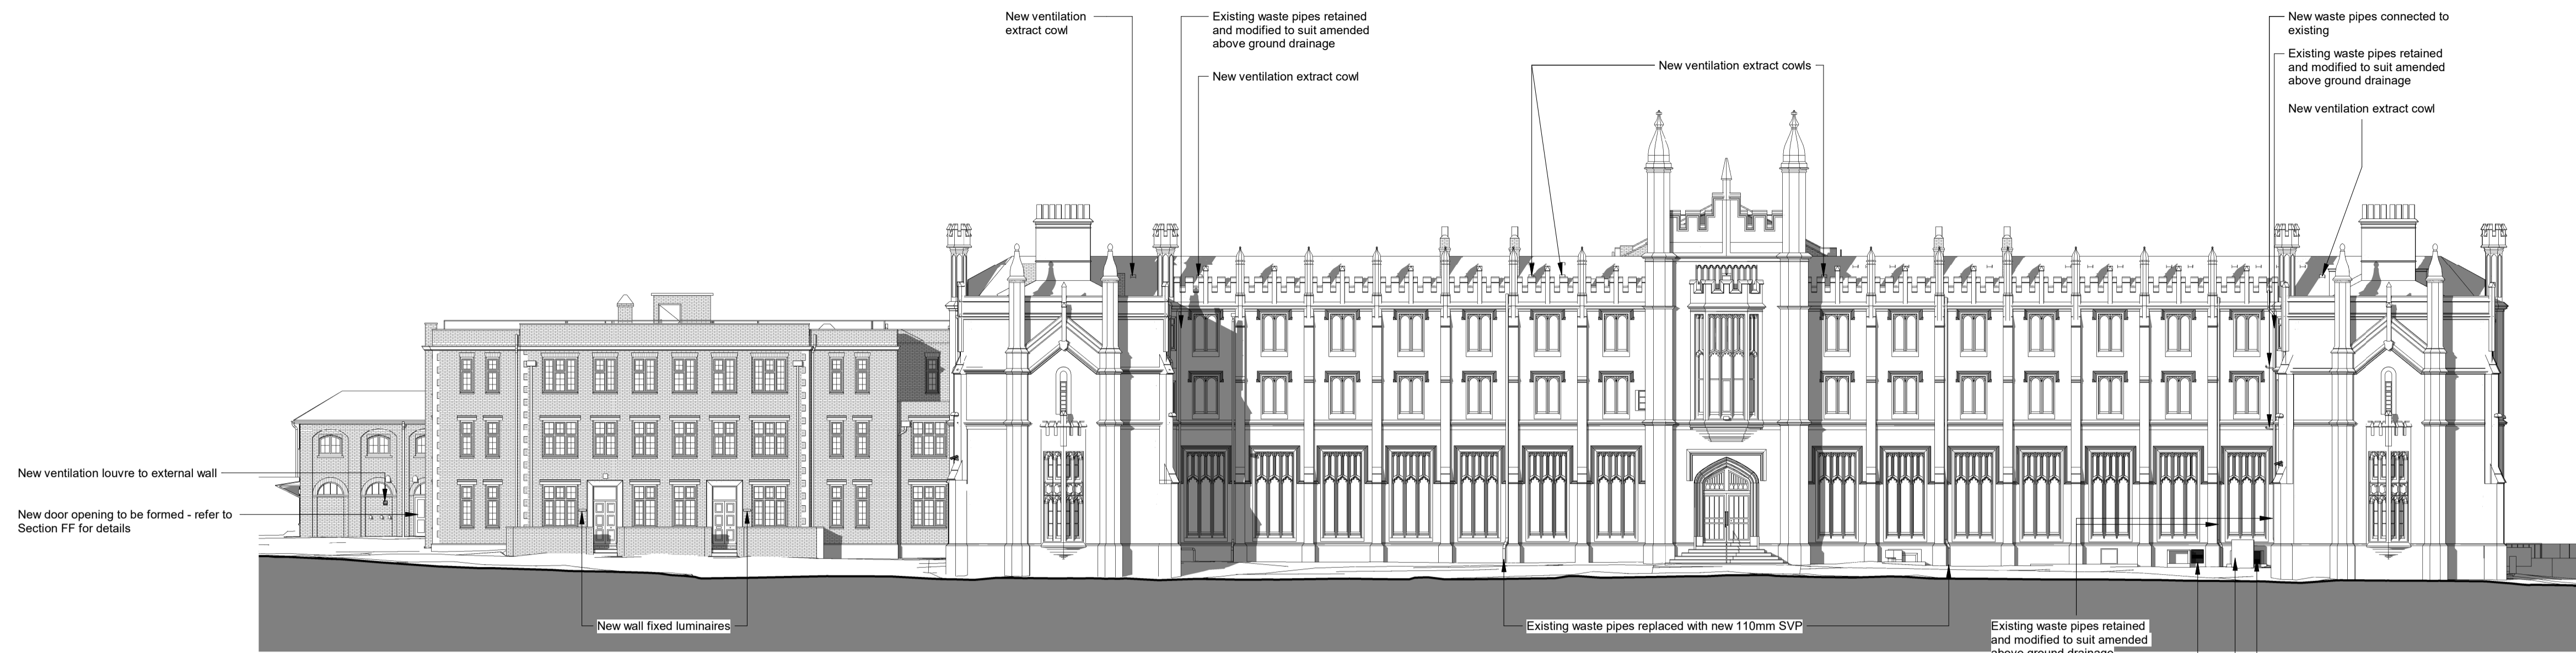 New ventilation
extract cowl
Existing waste pipes retained
and modified to suit amended
above ground drainage
New ventilation extract cowl
New ventilation extract cowls
New waste pipes connected to
existing
Existing waste pipes retained
and modified to suit amended
above ground drainage
New ventilation extract cowl
New ventilation louvre to external wall
New door opening to be formed - refer to
Section FF for details
New wall fixed luminaires
Existing waste pipes replaced with new 110mm SVP
Existing waste pipes retained
and modified to suit amended
above ground drainage